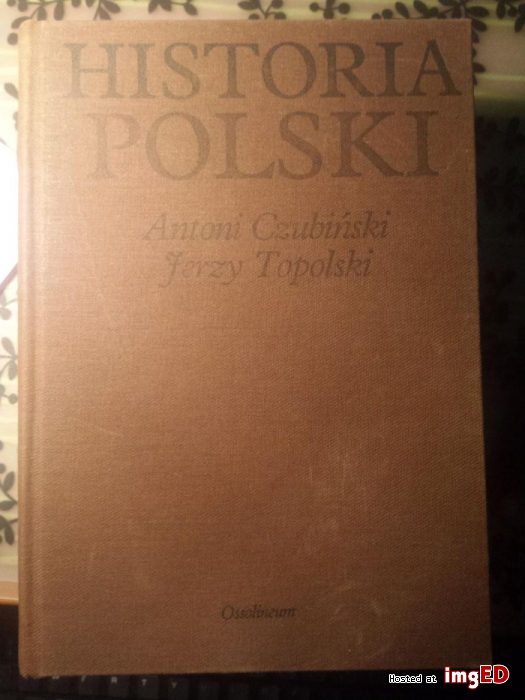 HISTORIA
POLSKI
Antoni Czubiński
Jerzy Topolski
Ossolineum
Hosted at imgED